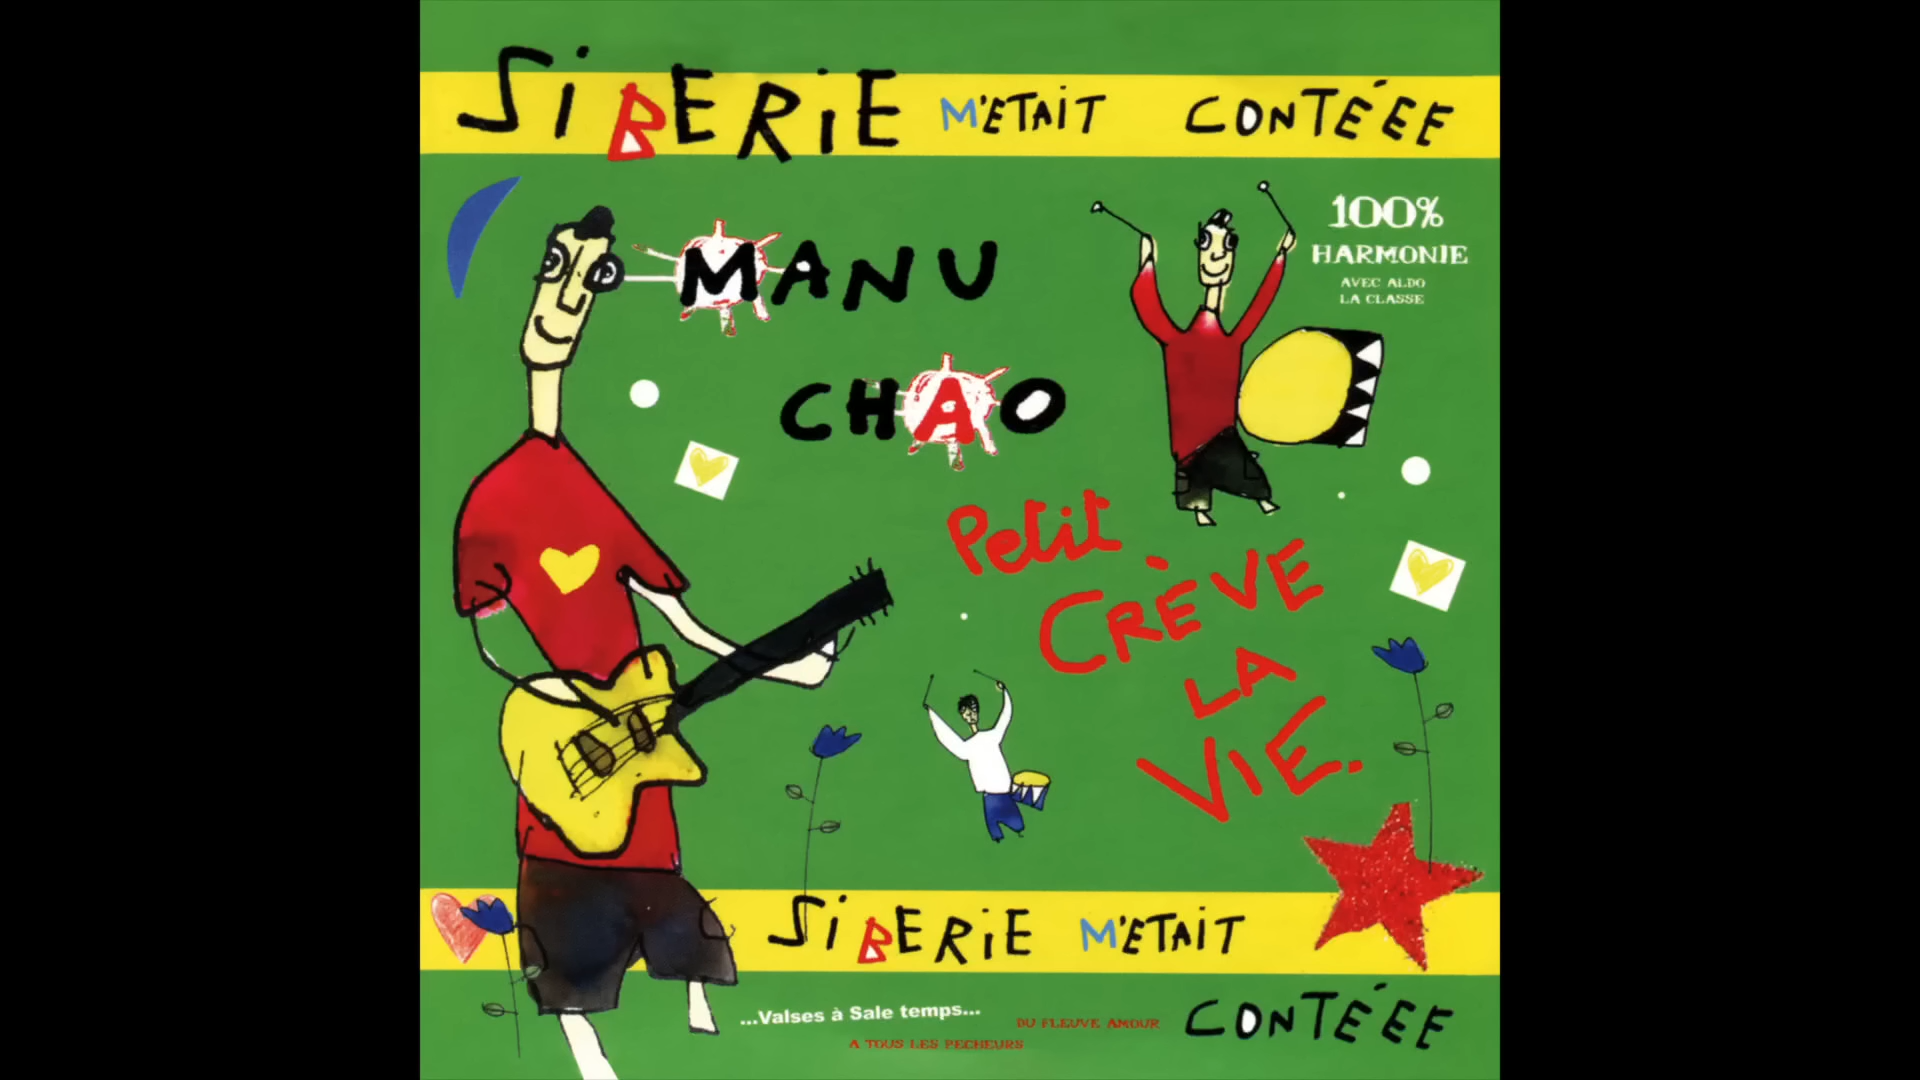 SiBERiE M'ETAiT CONTÉEE
MANU
CHAO
100%
HARMONIE
AVEC ALDO
LA CLASSE
Petit
CRÈVE
LA
ViE.
SiBERiE M'ETAiT
CONTÉEE
...Valses à Sale temps...
DU FLEUVE AMOUR
A TOUS LES PECHEURS